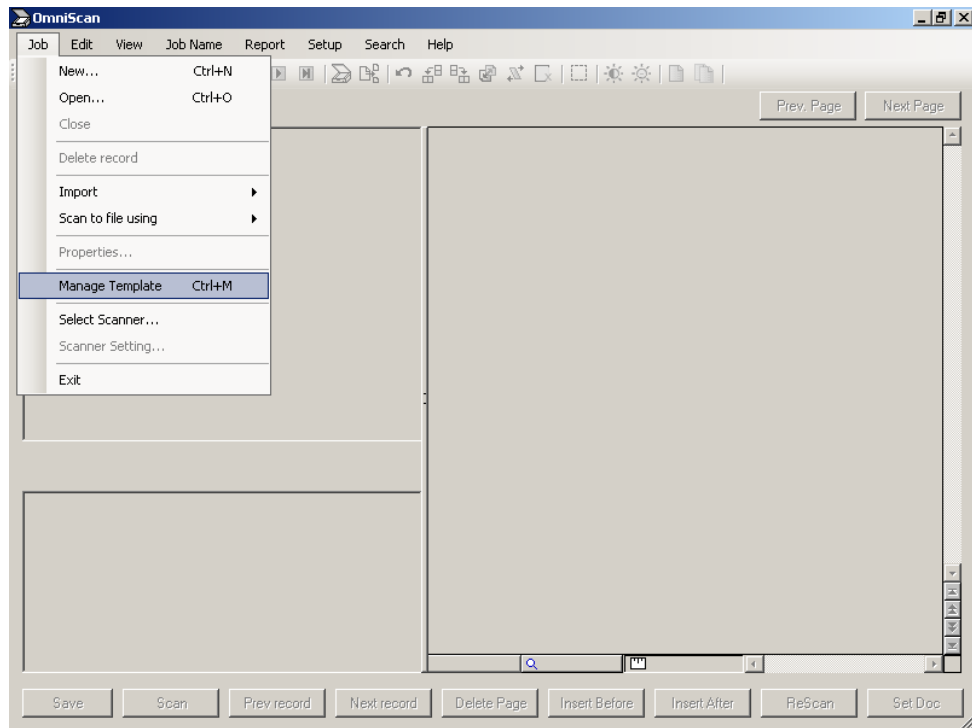 OmniScan
Job Edit View Job Name Report Setup Search Help
New... Ctrl+N
Open... Ctrl+O
Close
Prev. Page Next Page
Delete record
Import
Scan to file using
Properties...
Manage Template Ctrl+M
Select Scanner...
Scanner Setting...
Exit
Save Scan Prev record Next record Delete Page Insert Before Insert After ReScan Set Doc